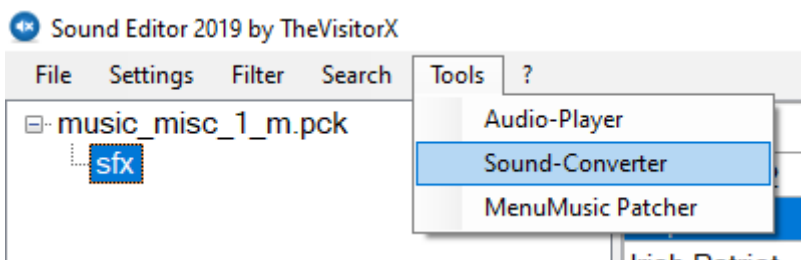 Sound Editor 2019 by TheVisitorX
File Settings Filter Search Tools ?
music_misc_1_m.pck
sfx
Audio-Player
Sound-Converter
MenuMusic Patcher